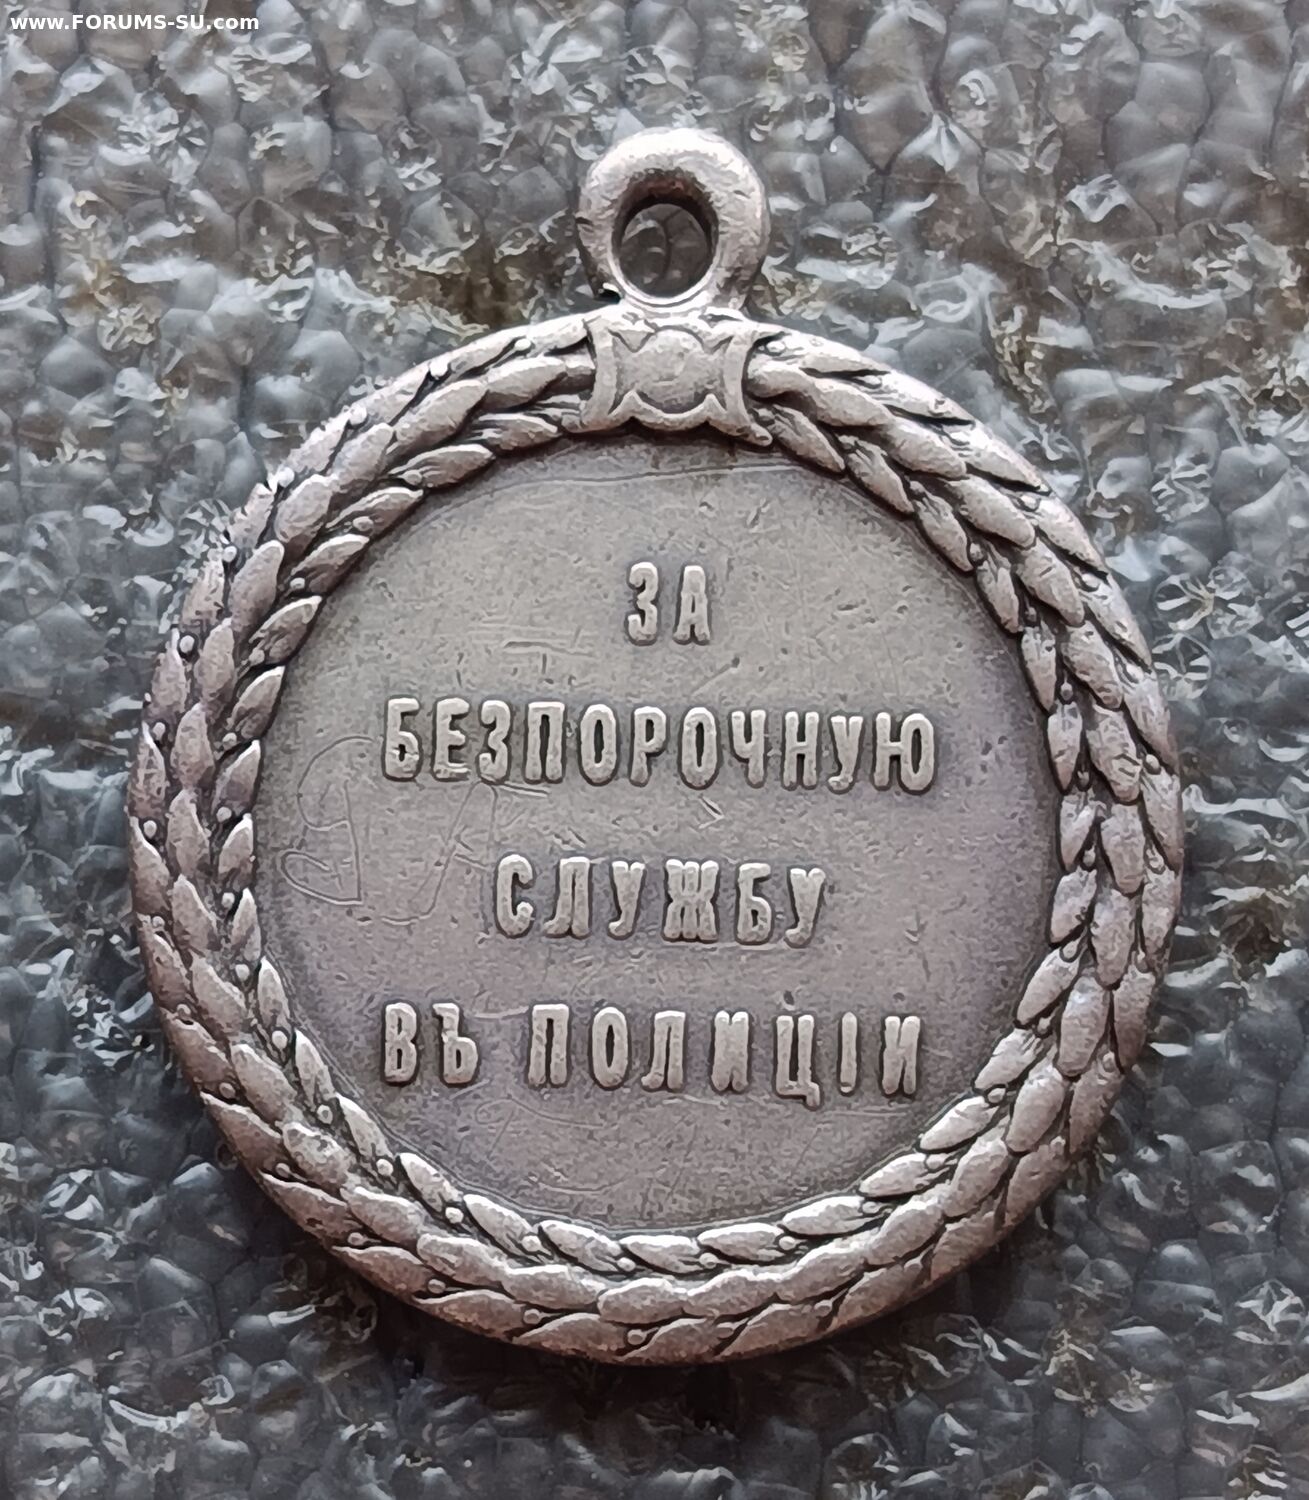 www.FORUMS-SU.com
ЗА
БЕЗПОРОЧНУЮ
СЛУЖБУ
ВЪ ПОЛИЦІИ